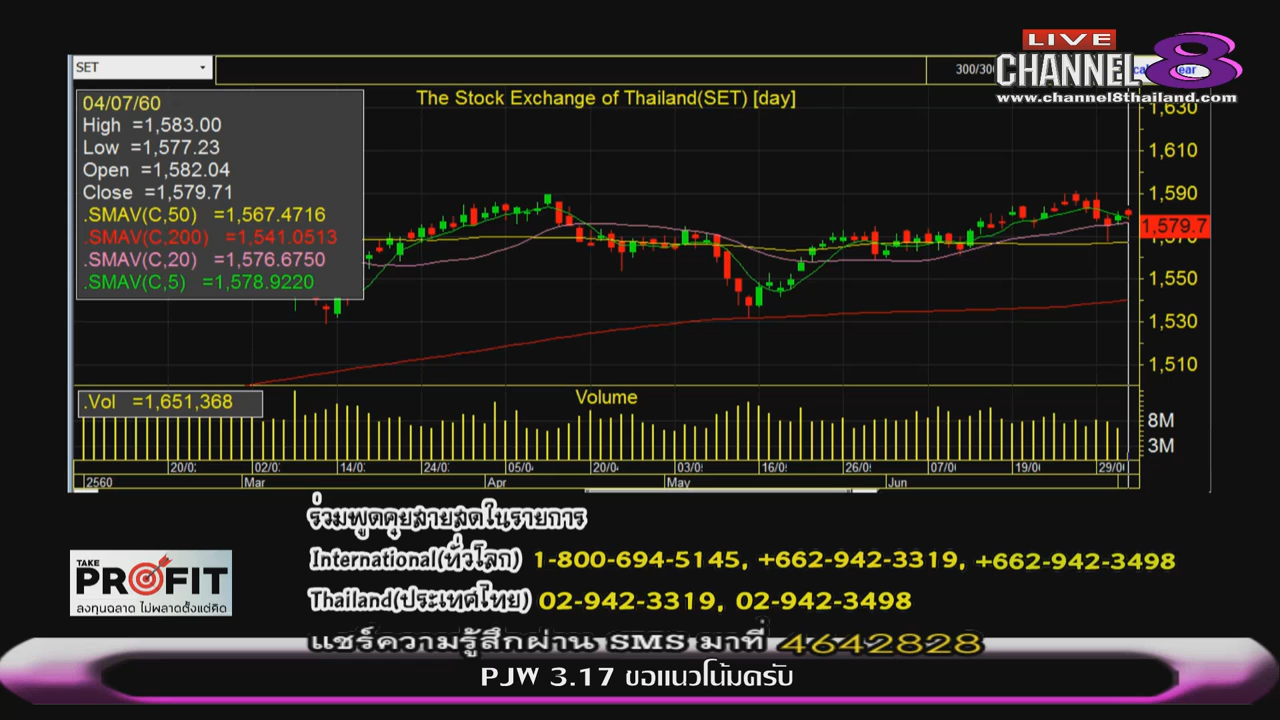 LIVE
CHANNEL 8
www.channel8thailand.com
SET
300/300
The Stock Exchange of Thailand(SET) [day]
04/07/60
High =1,583.00
Low =1,577.23
Open =1,582.04
Close =1,579.71
.SMAV(C,50) =1,567.4716
.SMAV(C,200) =1,541.0513
.SMAV(C,20) =1,576.6750
.SMAV(C,5) =1,578.9220
1,630
1,610
1,590
1,579.7
1,570
1,550
1,530
1,510
.Vol =1,651,368
Volume
8M
3M
20/0 02/0 14/0 24/0 05/0 20/0 03/0 16/0 26/0 07/0 19/0 29/0
2560 Mar Apr May Jun
ร่วมพูดคุยสายสดในรายการ
International(ทั่วโลก) 1-800-694-5145, +662-942-3319, +662-942-3498
Thailand(ประเทศไทย) 02-942-3319, 02-942-3498
TAKE
PROFIT
ลงทุนฉลาด ไม่พลาดตั้งแต่คิด
แชร์ความรู้สึกผ่าน SMS มาที่ 4642828
PJW 3.17 ขอแนวโน้มครับ